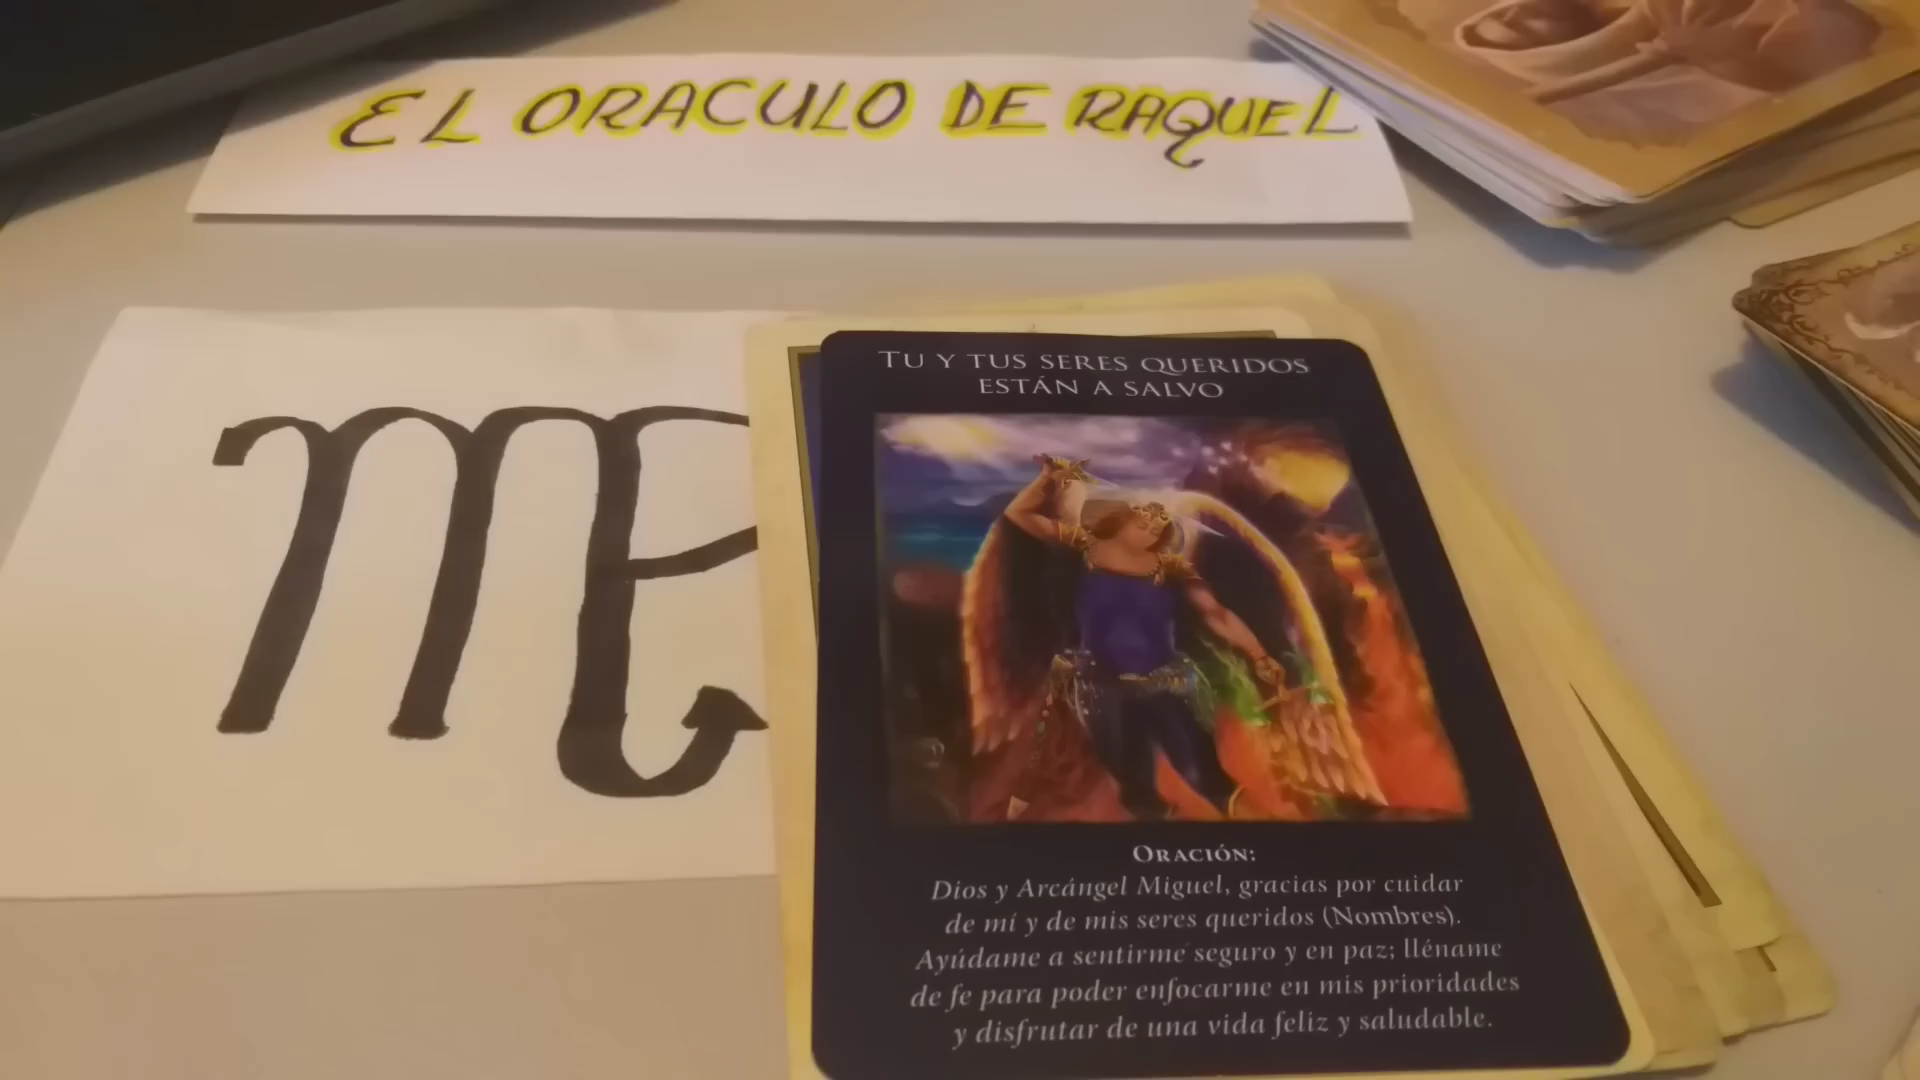 EL ORACULO DE RAQUEL
TU Y TUS SERES QUERIDOS
ESTÁN A SALVO
ORACIÓN:
Dios y Arcángel Miguel, gracias por cuidar
de mí y de mis seres queridos (Nombres).
Ayúdame a sentirme seguro y en paz; lléname
de fe para poder enfocarme en mis prioridades
y disfrutar de una vida feliz y saludable.